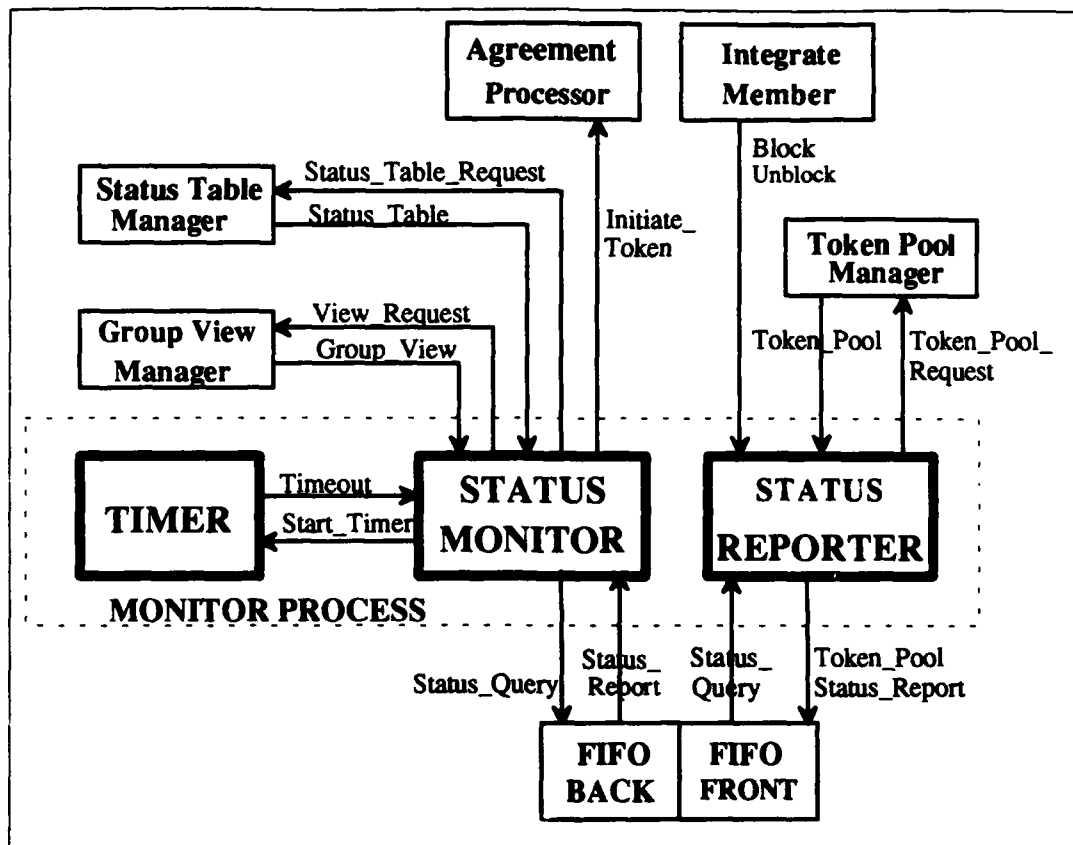 Agreement
Processor
Integrate
Member
Block
Unblock
Status_Table_Request
Status Table
Manager
Status_Table
Initiate_
Token
Token Pool
Manager
View_Request
Group View
Manager
Group_View
Token_Pool
Token_Pool_
Request
TIMER
Timeout
Start_Timer
STATUS
MONITOR
STATUS
REPORTER
MONITOR PROCESS
Status_Query
Status_
Report
Status_
Query
Token_Pool
Status_Report
FIFO
BACK
FIFO
FRONT